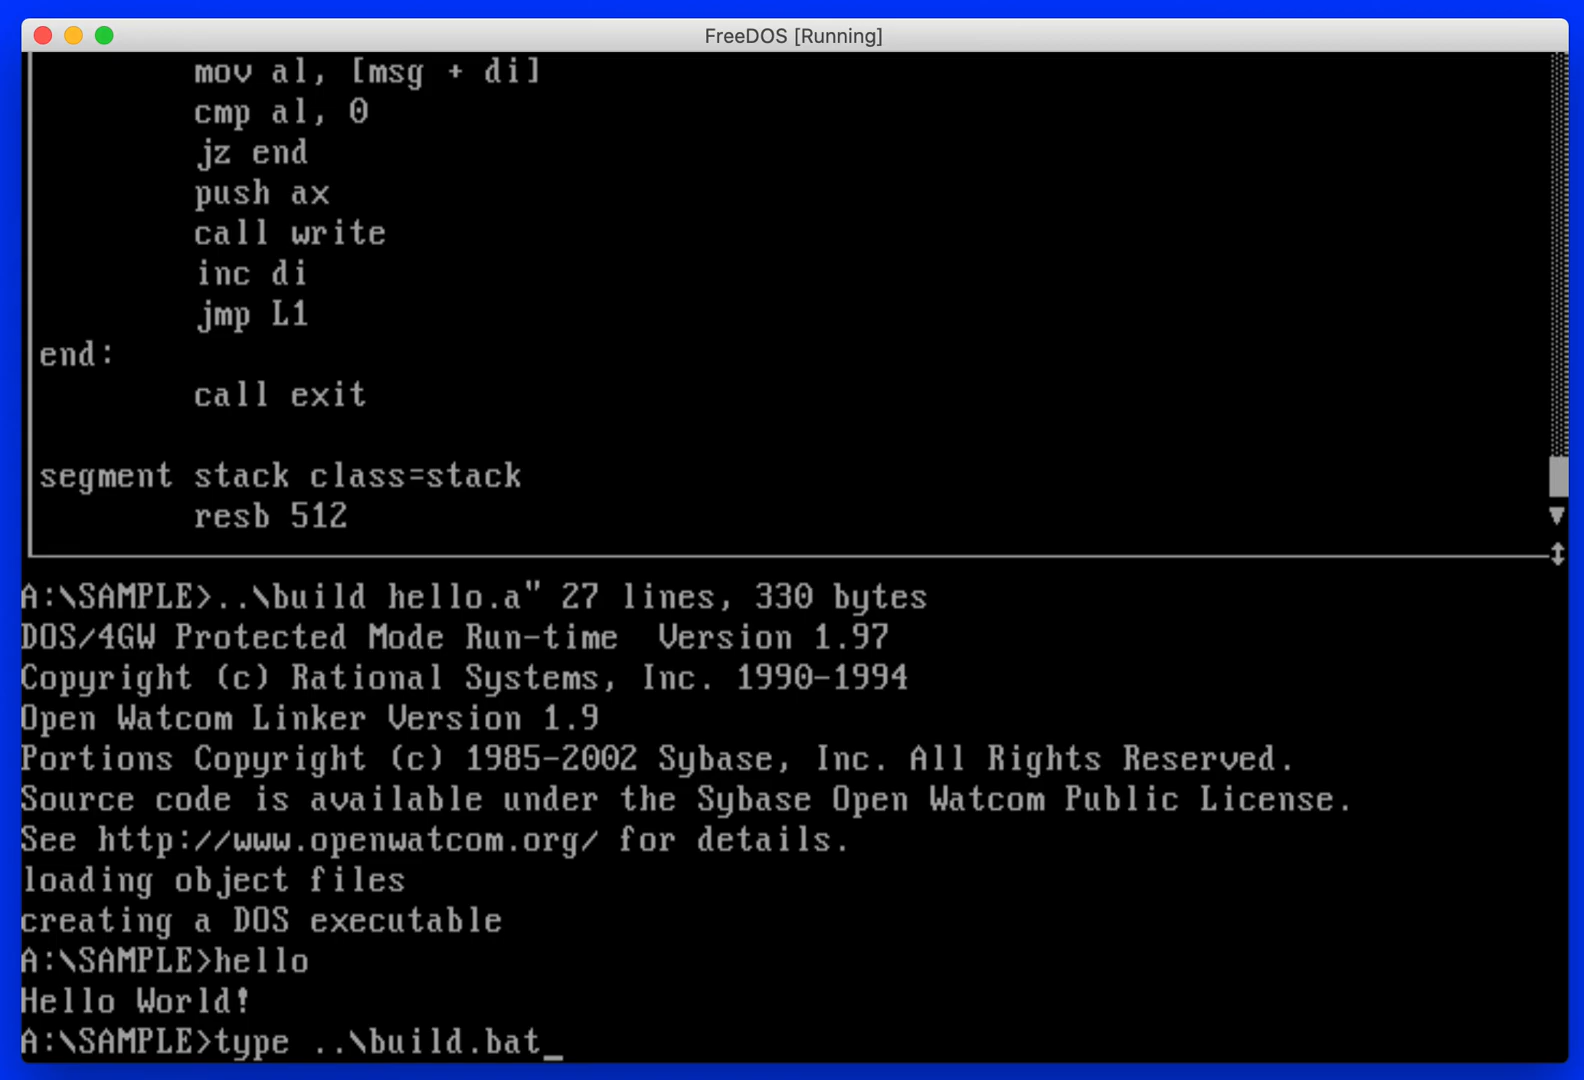 FreeDOS [Running]
mov al, [msg + di]
cmp al, 0
jz end
push ax
call write
inc di
jmp L1
end:
call exit
segment stack class=stack
resb 512
A:\SAMPLE>..\build hello.a" 27 lines, 330 bytes
DOS/4GW Protected Mode Run-time  Version 1.97
Copyright (c) Rational Systems, Inc. 1990-1994
Open Watcom Linker Version 1.9
Portions Copyright (c) 1985-2002 Sybase, Inc. All Rights Reserved.
Source code is available under the Sybase Open Watcom Public License.
See http://www.openwatcom.org/ for details.
loading object files
creating a DOS executable
A:\SAMPLE>hello
Hello World!
A:\SAMPLE>type ..\build.bat_